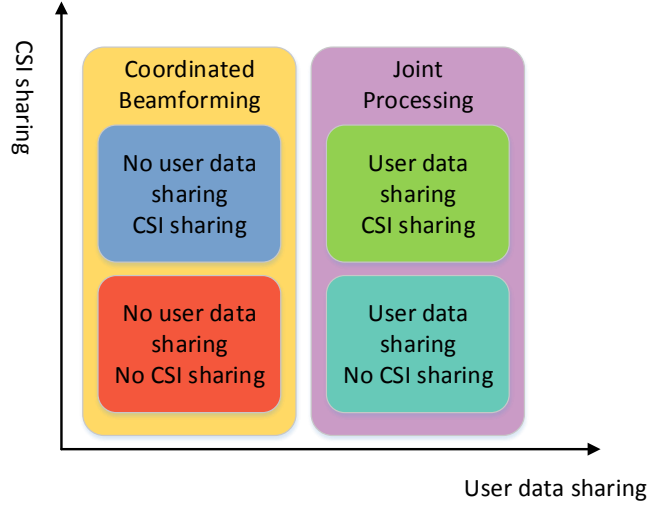 CSI sharing
Coordinated
Beamforming
No user data
sharing
CSI sharing
No user data
sharing
No CSI sharing
Joint
Processing
User data
sharing
CSI sharing
User data
sharing
No CSI sharing
User data sharing